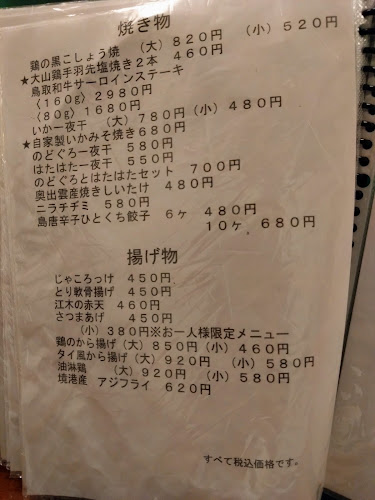 焼き物
鶏の黒こしょう焼 （大）８２０円 （小）５２０円
★大山鶏手羽先塩焼き２本 ４６０円
鳥取和牛サーロインステーキ
〈１６０g〉２９８０円
〈８０g〉１６８０円
いか一夜干 （大）７８０円（小）４８０円
★自家製いかみそ焼き６８０円
のどぐろ一夜干 ５８０円
はたはた一夜干 ５５０円
のどぐろとはたはたセット ７００円
奥出雲産焼きしいたけ ４８０円
ニラチヂミ ５８０円
島唐辛子ひとくち餃子 ６ヶ ４８０円
１０ヶ．６８０円
揚げ物
じゃころっけ ４５０円
とり軟骨揚げ ４５０円
江木の赤天 ４６０円
さつまあげ ４５０円
（小）３８０円※お一人様限定メニュー
鶏のから揚げ（大）８５０円（小）４６０円
タイ風から揚げ（大）９２０円 （小）５８０円
油淋鶏 （大）９２０円 （小）５８０円
境港産 アジフライ ６２０円
すべて税込価格です。